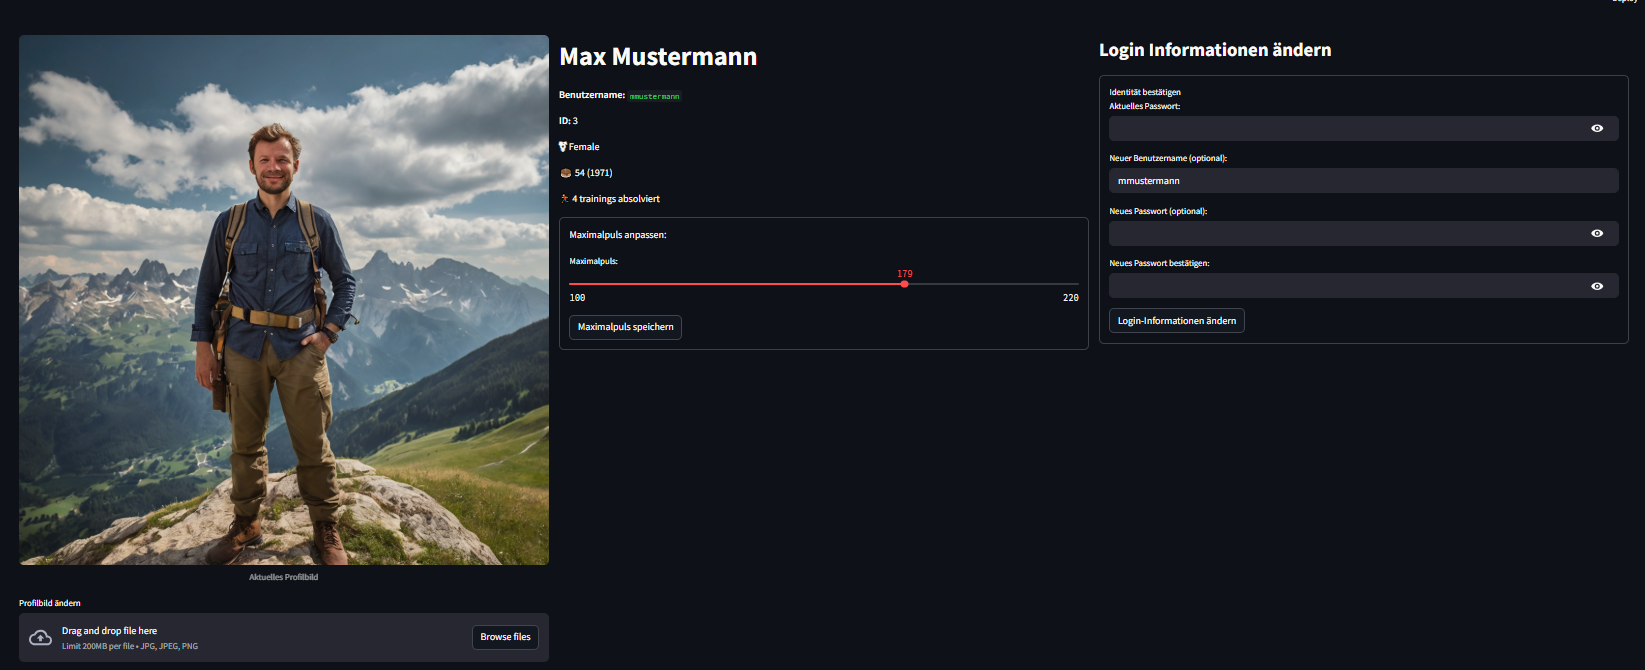 Max Mustermann
Benutzername: mmustermann
ID: 3
Female
54 (1971)
4 trainings absolviert
Maximalpuls anpassen:
Maximalpuls:
179
100
220
Maximalpuls speichern
Login Informationen ändern
Identität bestätigen
Aktuelles Passwort:
Neuer Benutzername (optional):
mmustermann
Neues Passwort (optional):
Neues Passwort bestätigen:
Login-Informationen ändern
Aktuelles Profilbild
Profilbild ändern
Drag and drop file here
Limit 200MB per file • JPG, JPEG, PNG
Browse files